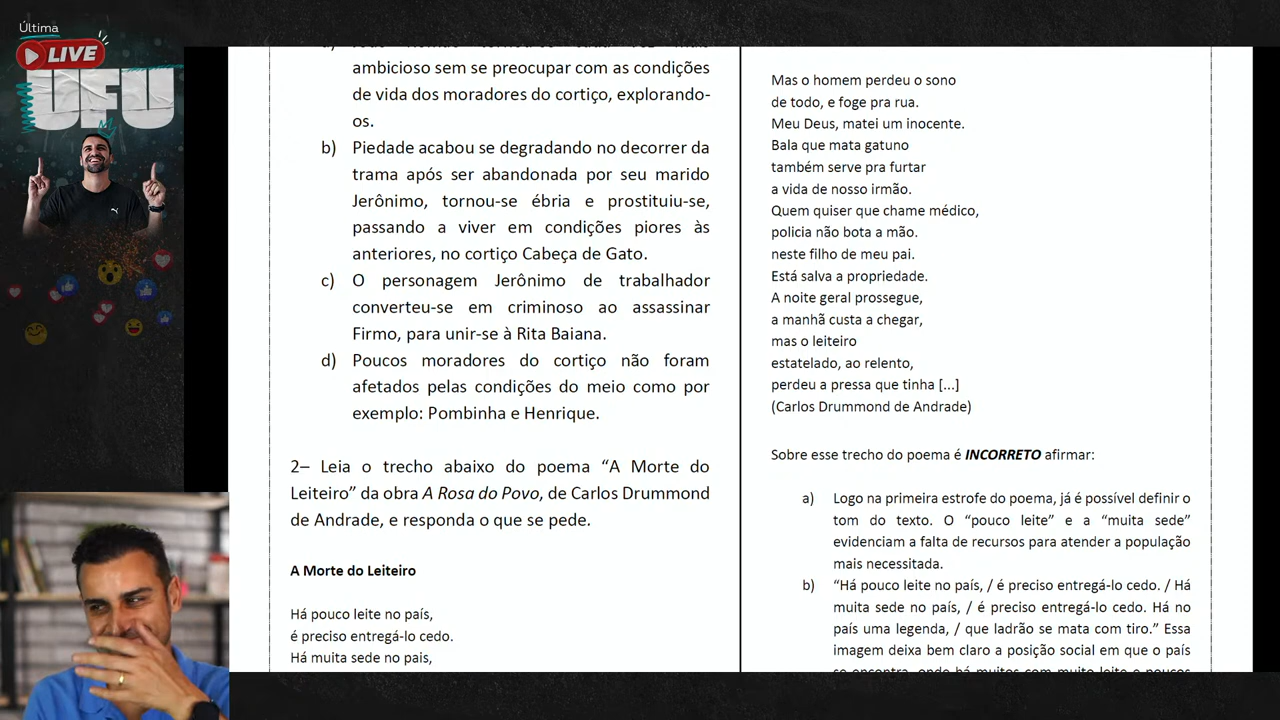 Última
LIVE
UFU
ambicioso sem se preocupar com as condições
de vida dos moradores do cortiço, explorando-
os.
b) Piedade acabou se degradando no decorrer da
trama após ser abandonada por seu marido
Jerônimo, tornou-se ébria e prostituiu-se,
passando a viver em condições piores às
anteriores, no cortiço Cabeça de Gato.
c) O personagem Jerônimo de trabalhador
converteu-se em criminoso ao assassinar
Firmo, para unir-se à Rita Baiana.
d) Poucos moradores do cortiço não foram
afetados pelas condições do meio como por
exemplo: Pombinha e Henrique.
2– Leia o trecho abaixo do poema “A Morte do
Leiteiro” da obra A Rosa do Povo, de Carlos Drummond
de Andrade, e responda o que se pede.
A Morte do Leiteiro
Há pouco leite no país,
é preciso entregá-lo cedo.
Há muita sede no pais,
Mas o homem perdeu o sono
de todo, e foge pra rua.
Meu Deus, matei um inocente.
Bala que mata gatuno
também serve pra furtar
a vida de nosso irmão.
Quem quiser que chame médico,
policia não bota a mão.
neste filho de meu pai.
Está salva a propriedade.
A noite geral prossegue,
a manhã custa a chegar,
mas o leiteiro
estatelado, ao relento,
perdeu a pressa que tinha [...]
(Carlos Drummond de Andrade)
Sobre esse trecho do poema é INCORRETO afirmar:
a) Logo na primeira estrofe do poema, já é possível definir o
tom do texto. O “pouco leite” e a “muita sede”
evidenciam a falta de recursos para atender a população
mais necessitada.
b) “Há pouco leite no país, / é preciso entregá-lo cedo. / Há
muita sede no país, / é preciso entregá-lo cedo. Há no
país uma legenda, / que ladrão se mata com tiro.” Essa
imagem deixa bem claro a posição social em que o país